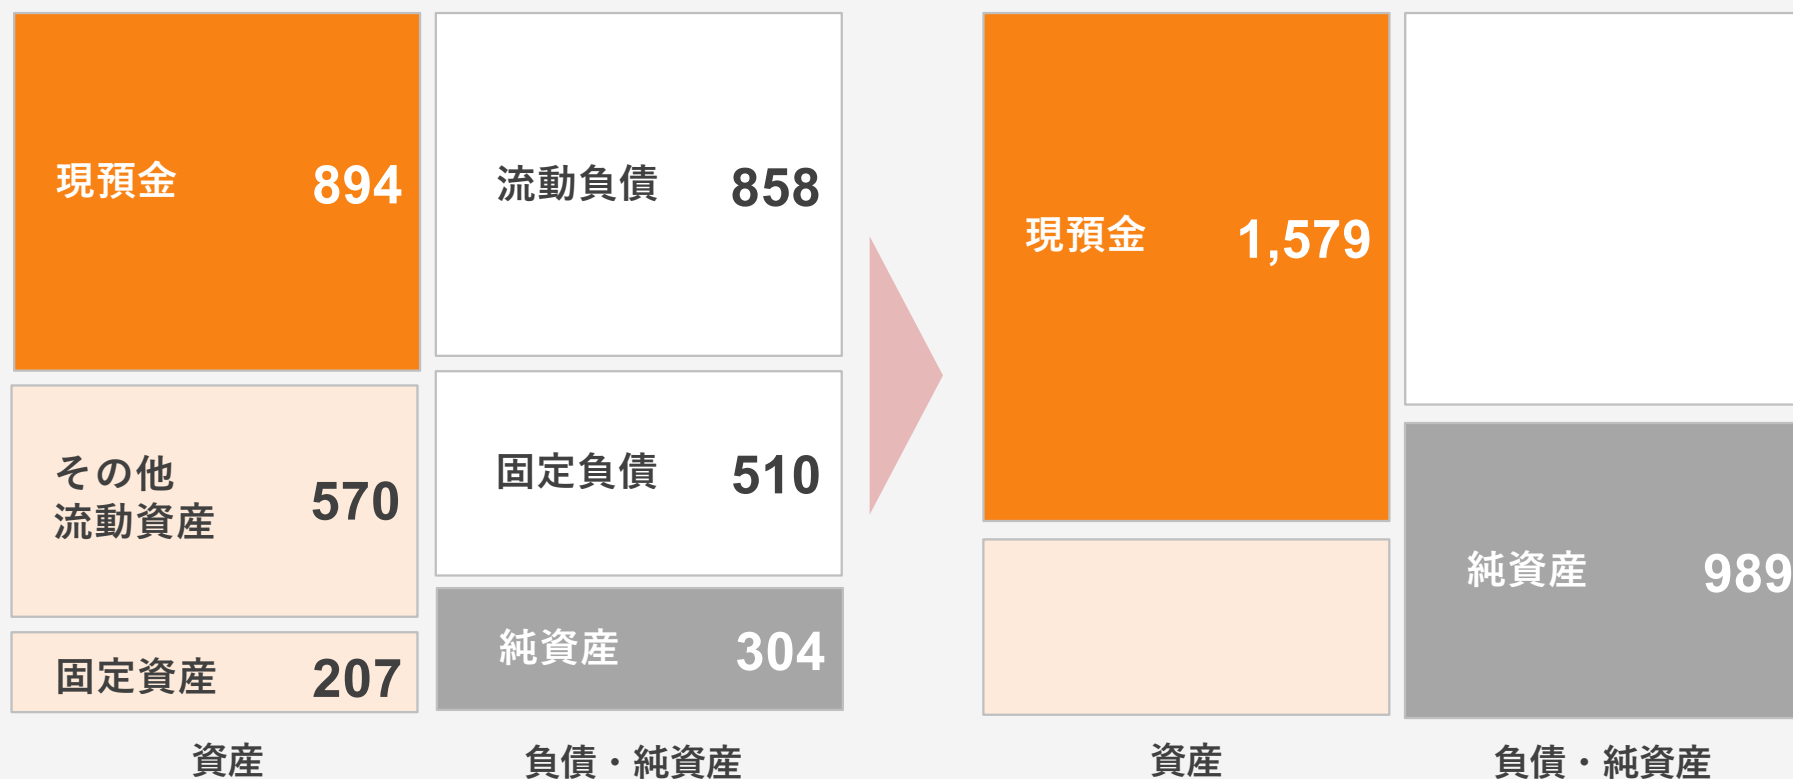 現預金 894
その他
流動資産 570
固定資産 207
資産
流動負債 858
固定負債 510
純資産 304
負債・純資産
現預金 1,579
資産
純資産 989
負債・純資産